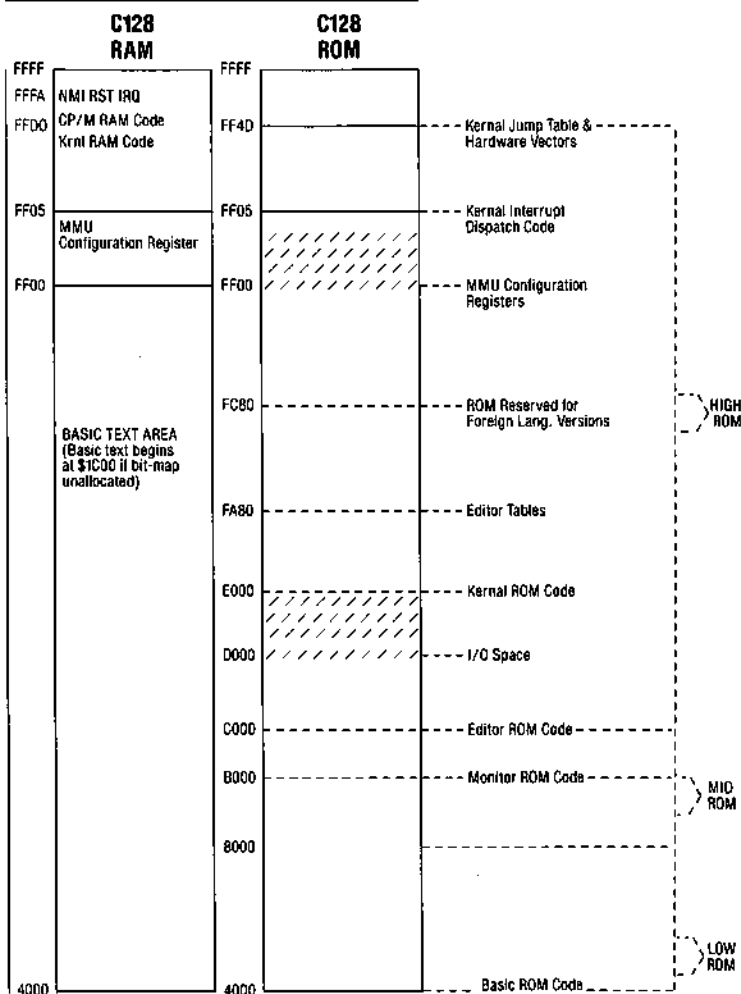 C128
RAM
C128
ROM
FFFF
FFFF
FFFA
NMI RST IRQ
FFD0
CP/M RAM Code
Krnl RAM Code
FF4D
Kernal Jump Table &
Hardware Vectors
FF05
FF05
Kernal Interrupt
Dispatch Code
MMU
Configuration Register
FF00
FF00
MMU Configuration
Registers
FC80
ROM Reserved for
Foreign Lang. Versions
HIGH
ROM
BASIC TEXT AREA
(Basic text begins
at $1C00 if bit-map
unallocated)
FA80
Editor Tables
E000
Kernal ROM Code
D000
I/O Space
C000
Editor ROM Code
B000
Monitor ROM Code
MID
ROM
8000
LOW
ROM
4000
4000
Basic ROM Code